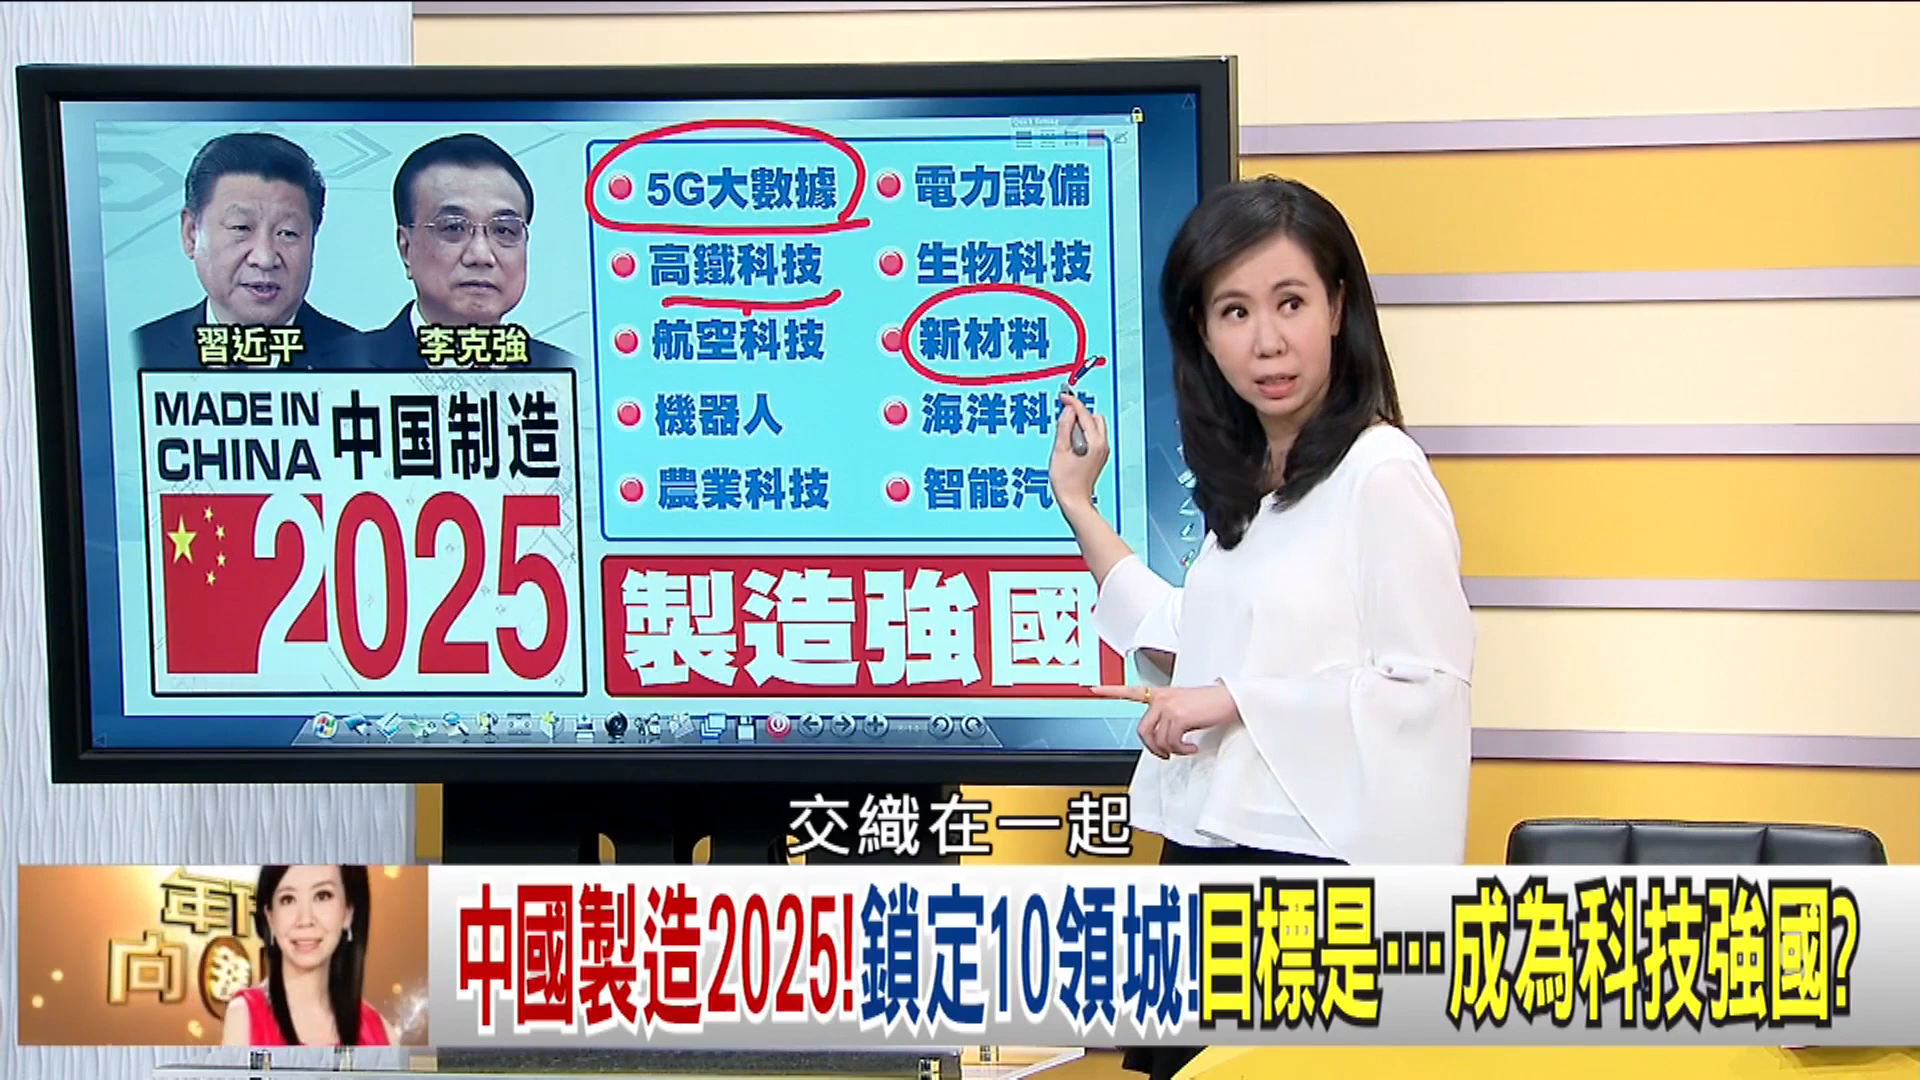 5G大數據
電力設備
高鐵科技
生物科技
航空科技
新材料
機器人
海洋科技
農業科技
智能汽
習近平
李克強
MADE IN
CHINA
中国制造
2025
製造強國
交織在一起
中國製造2025!鎖定10領域!目標是…成為科技強國?
向